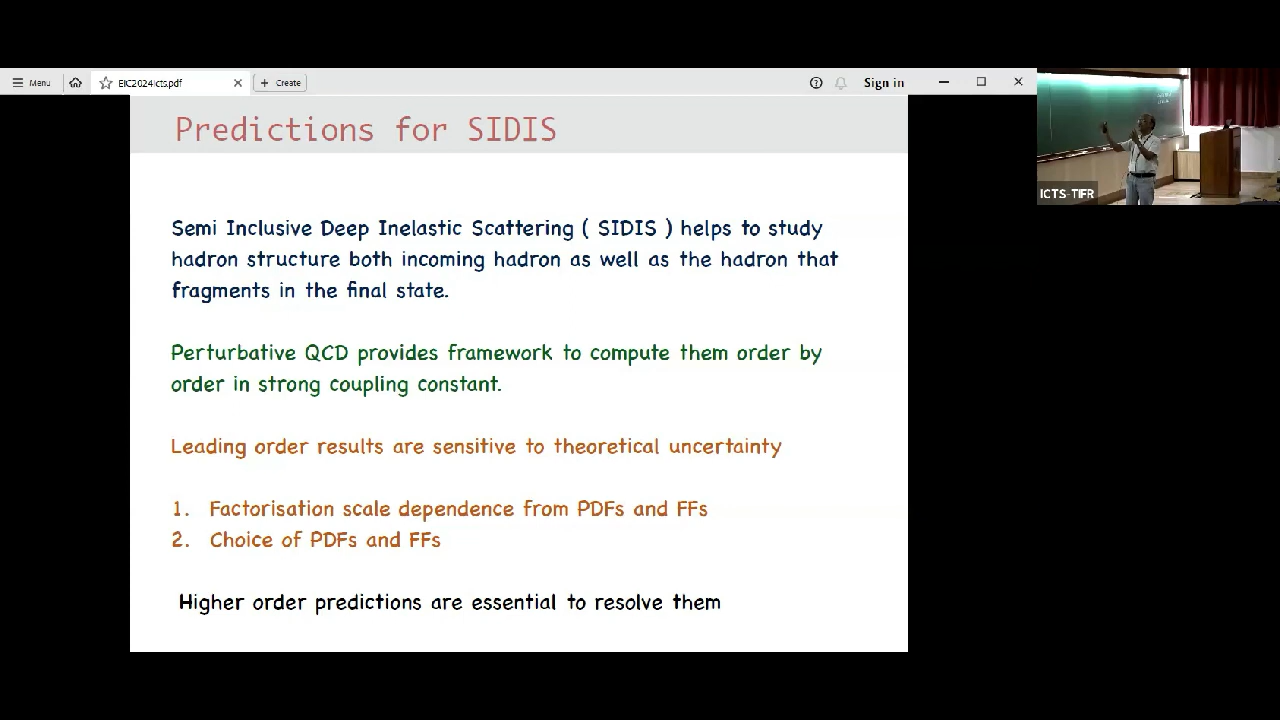 Menu
EIC2024icts.pdf
+ Create
Sign in
Predictions for SIDIS
Semi Inclusive Deep Inelastic Scattering ( SIDIS ) helps to study
hadron structure both incoming hadron as well as the hadron that
fragments in the final state.
Perturbative QCD provides framework to compute them order by
order in strong coupling constant.
Leading order results are sensitive to theoretical uncertainty
1. Factorisation scale dependence from PDFs and FFs
2. Choice of PDFs and FFs
Higher order predictions are essential to resolve them
ICTS-TIFR